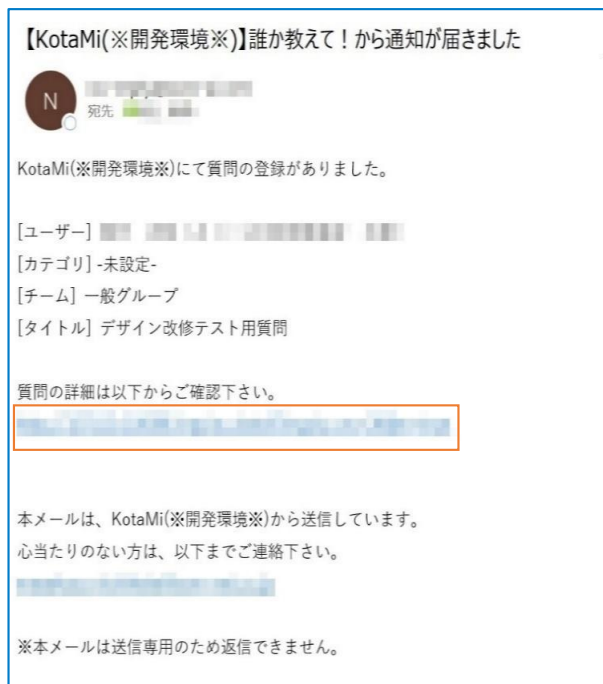 【KotaMi(※開発環境※)】誰か教えて！から通知が届きました
N
宛先
KotaMi(※開発環境※)にて質問の登録がありました。
[ユーザー]
[カテゴリ] -未設定-
[チーム] 一般グループ
[タイトル] デザイン改修テスト用質問
質問の詳細は以下からご確認下さい。
本メールは、KotaMi(※開発環境※)から送信しています。
心当たりのない方は、以下までご連絡下さい。
※本メールは送信専用のため返信できません。